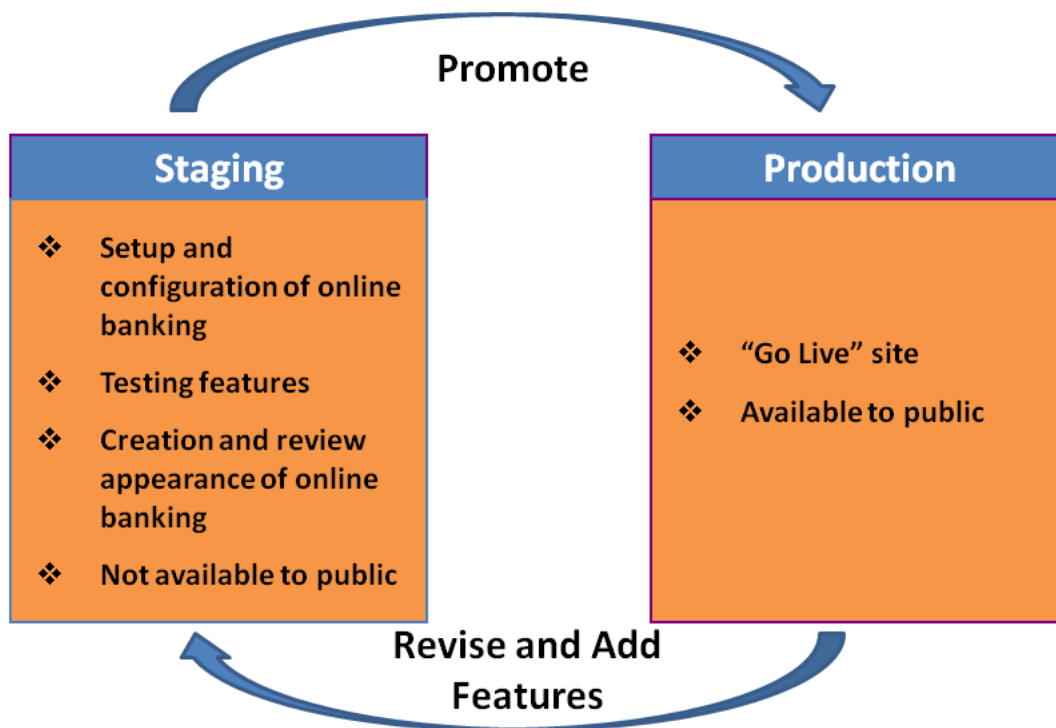 Promote
Staging
❖ Setup and
configuration of online
banking
❖ Testing features
❖ Creation and review
appearance of online
banking
❖ Not available to public
Production
❖ “Go Live” site
❖ Available to public
Revise and Add
Features